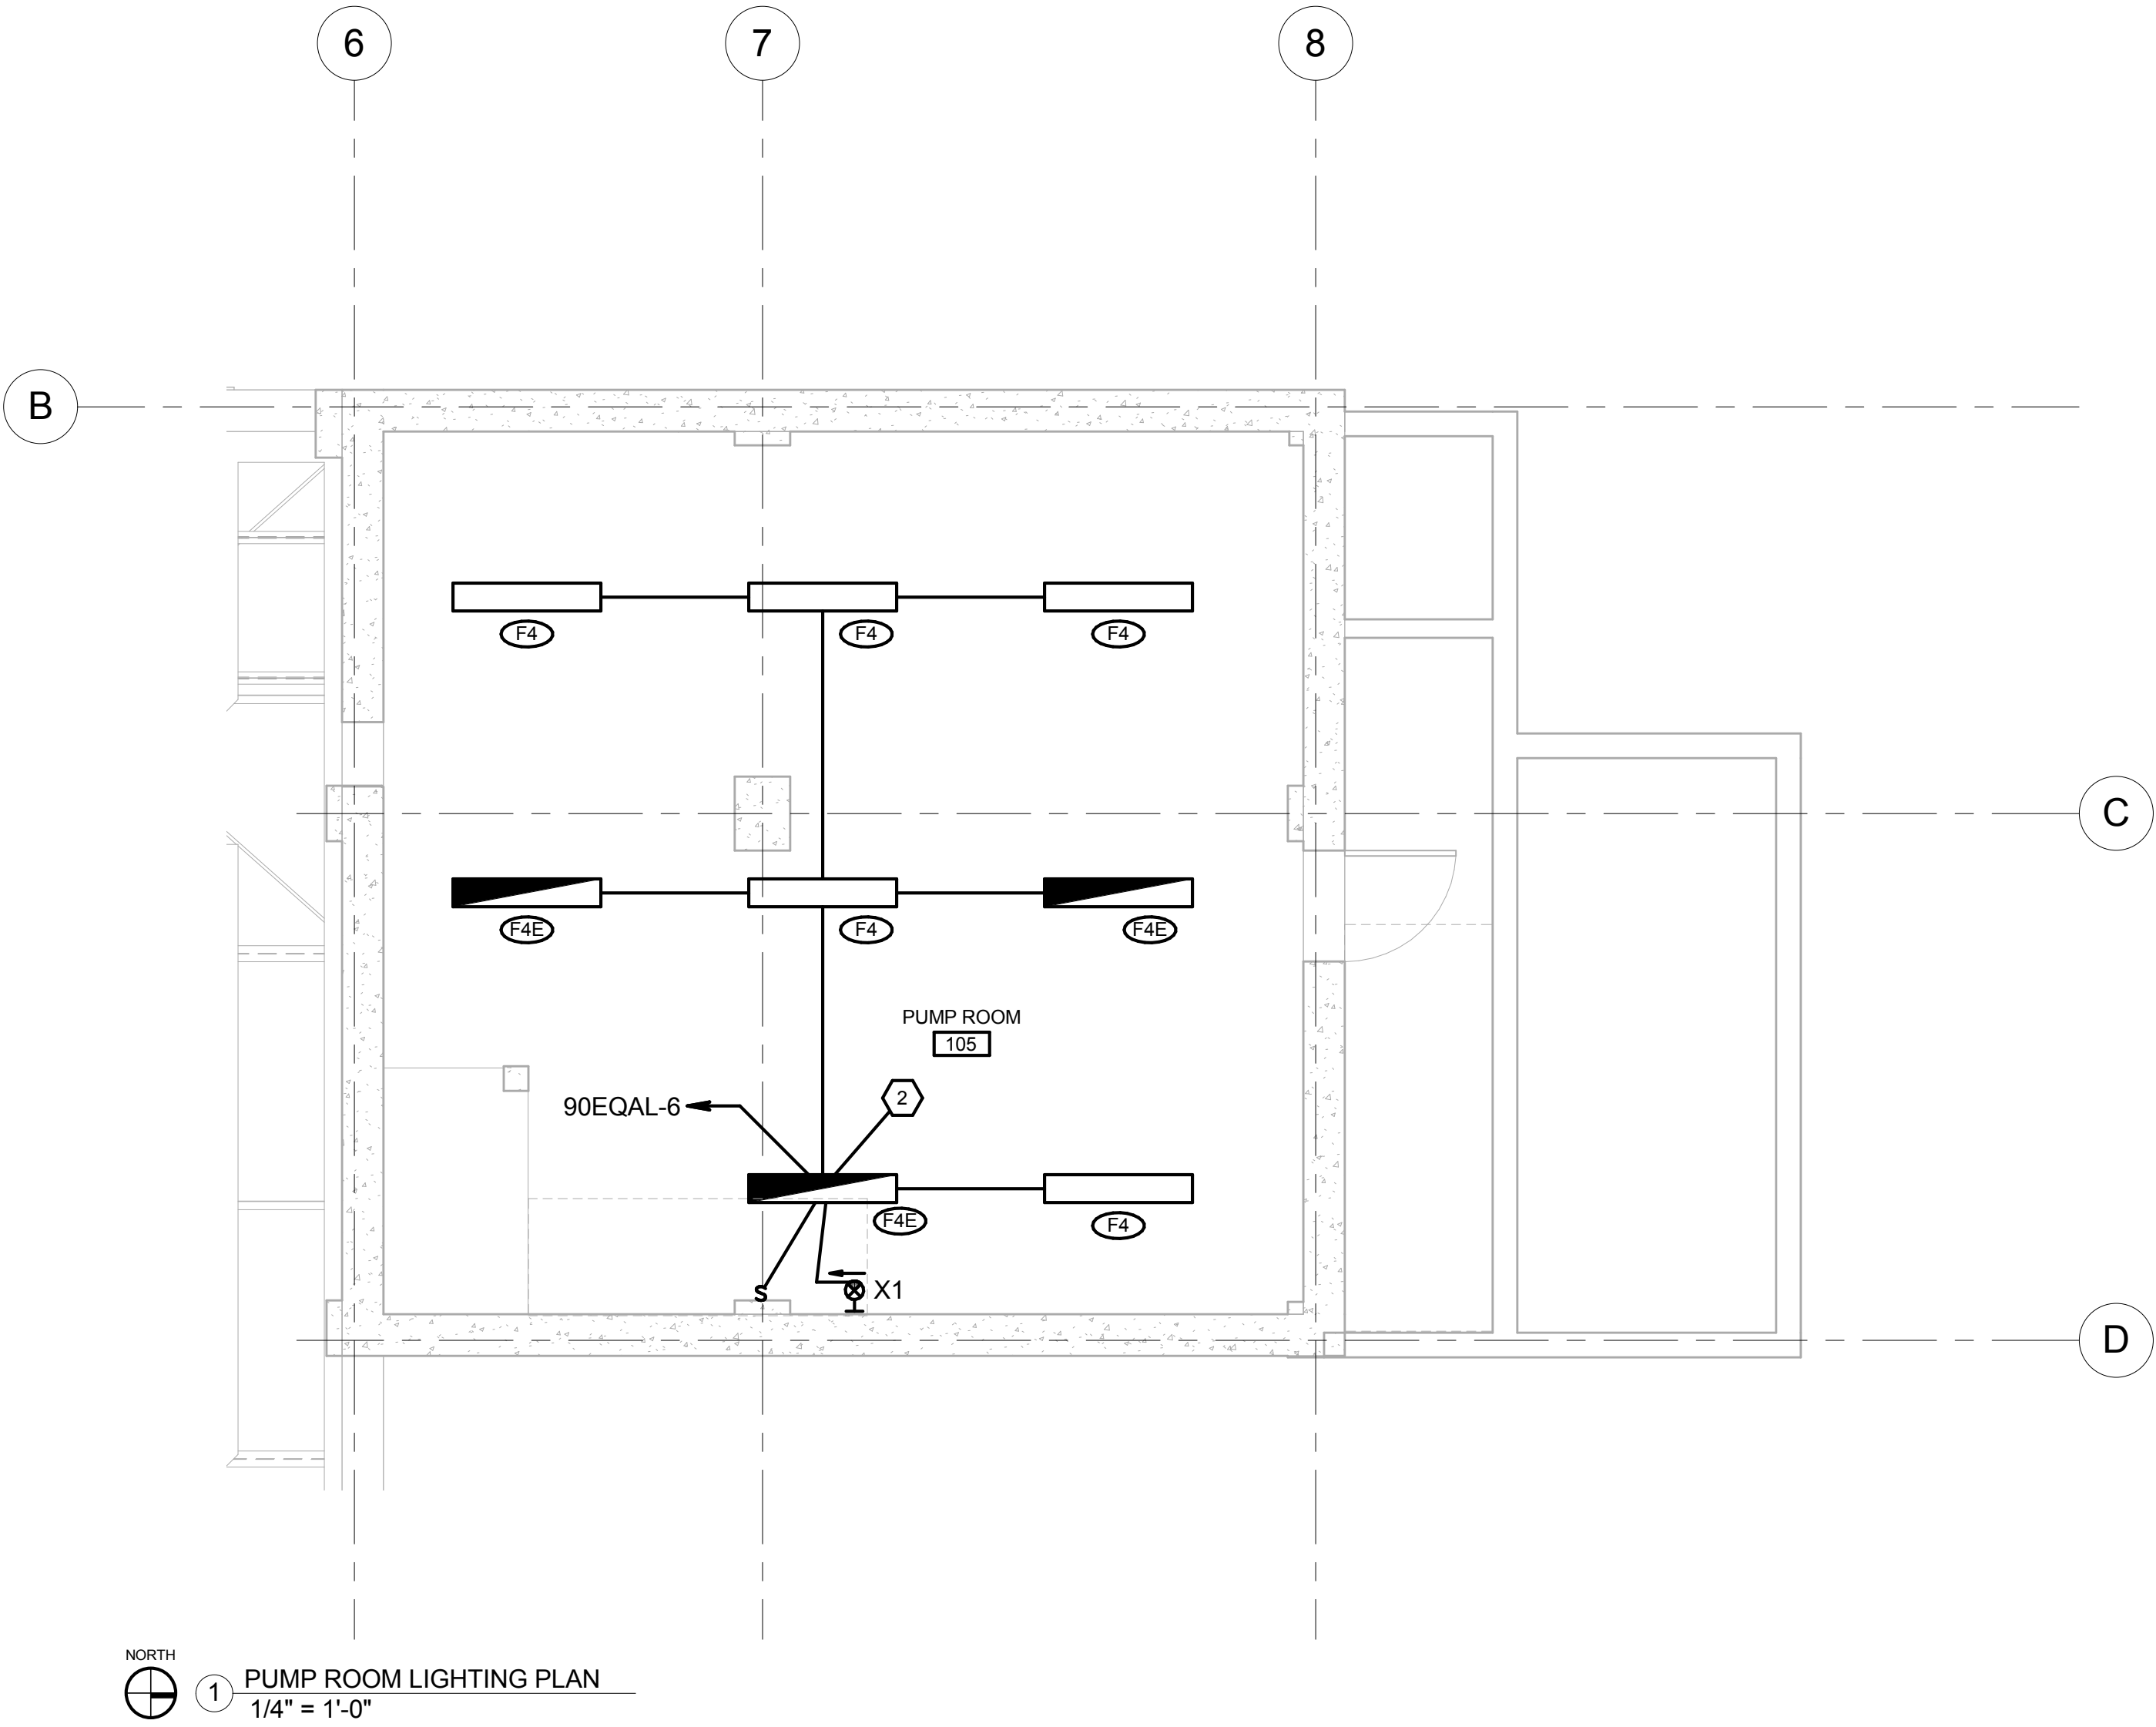 6
7
8
B
F4
F4
F4
C
F4E
F4
F4E
PUMP ROOM
105
2
90EQAL-6
F4E
F4
S
X1
D
NORTH
1
PUMP ROOM LIGHTING PLAN
1/4" = 1'-0"